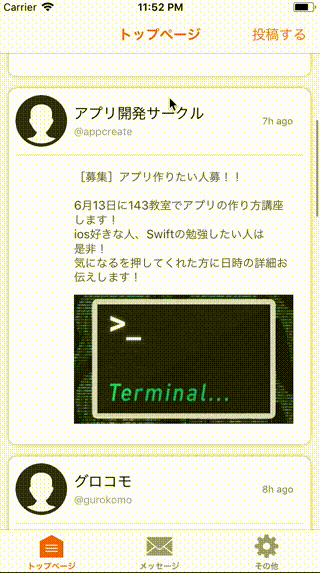 Carrier 11:52 PM
トップページ 投稿する
アプリ開発サークル
@appcreate
7h ago
［募集］アプリ作りたい人募！！
6月13日に143教室でアプリの作り方講座
します！
ios好きな人、Swiftの勉強したい人は
是非！
気になるを押してくれた方に日時の詳細お
伝えします！
>_
Terminal...
グロコモ
@gurokomo
8h ago
トップページ メッセージ その他